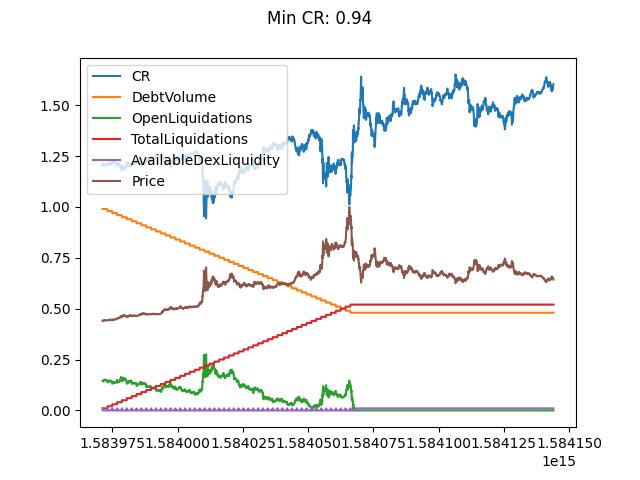 Min CR: 0.94
CR
DebtVolume
OpenLiquidations
TotalLiquidations
AvailableDexLiquidity
Price
1.50
1.25
1.00
0.75
0.50
0.25
0.00
1.583975 1.584000 1.584025 1.584050 1.584075 1.584100 1.584125 1.584150
1e15